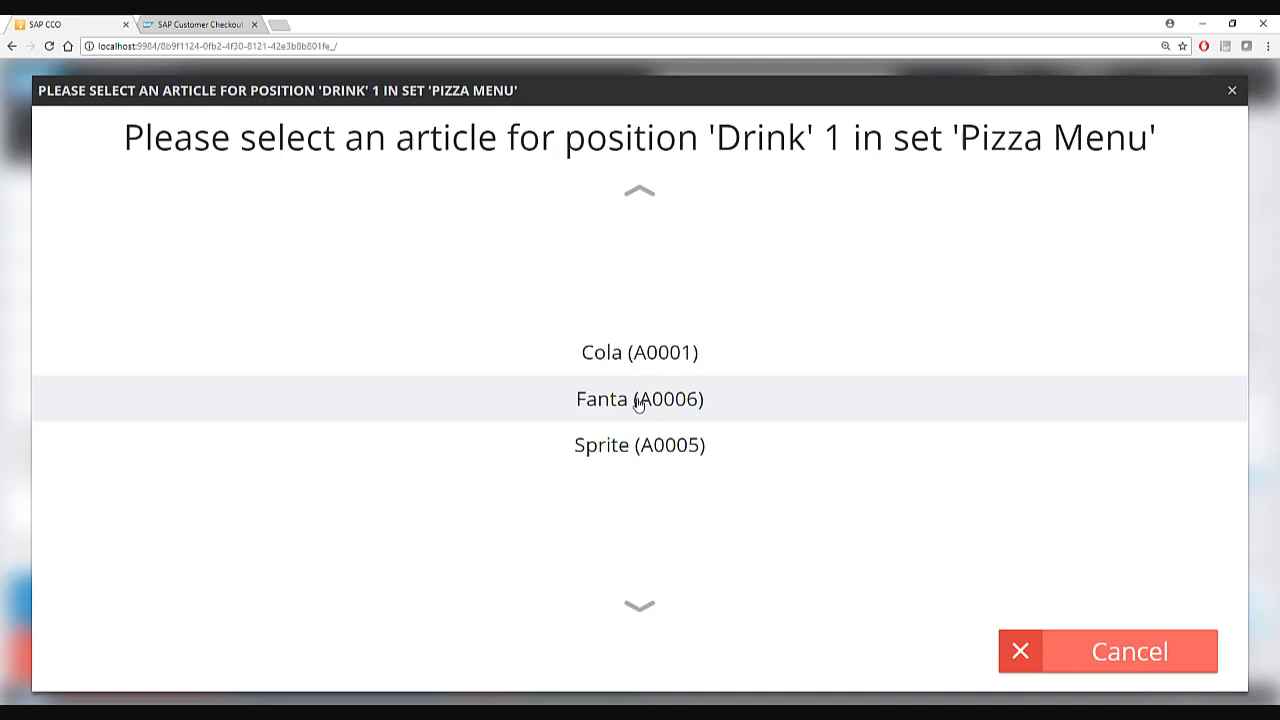 SAP CCO
SAP Customer Checkout
localhost:9984/8b9f1124-0fb2-4f30-8121-42e3b8b801fe_/
PLEASE SELECT AN ARTICLE FOR POSITION 'DRINK' 1 IN SET 'PIZZA MENU'
Please select an article for position 'Drink' 1 in set 'Pizza Menu'
Cola (A0001)
Fanta (A0006)
Sprite (A0005)
Cancel